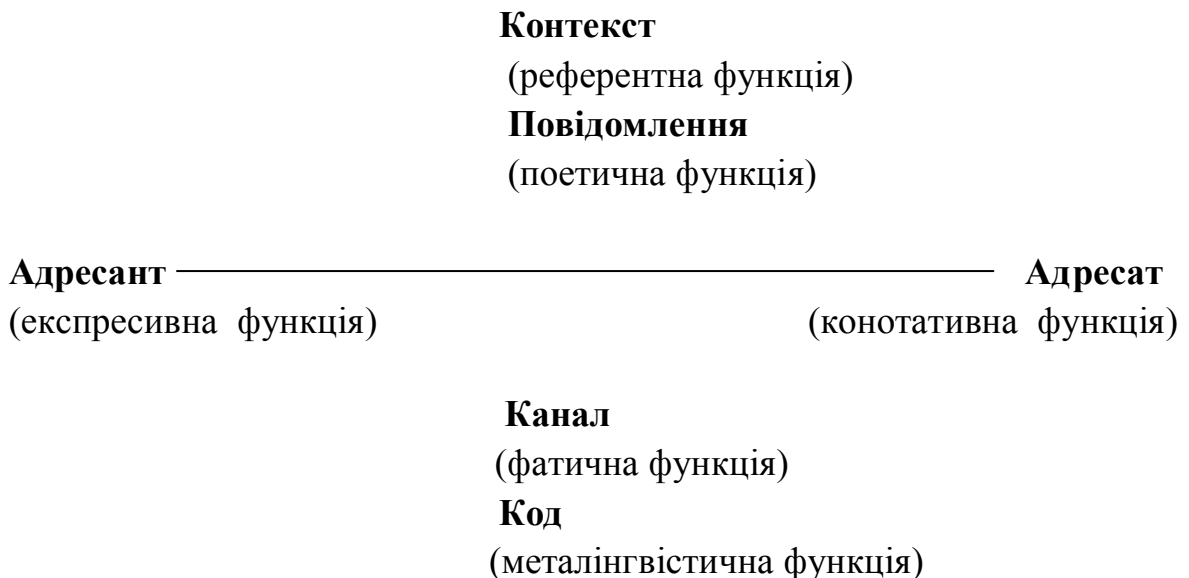 Контекст
(референтна функція)
Повідомлення
(поетична функція)
Адресант Адресат
(експресивна функція) (конотативна функція)
Канал
(фатична функція)
Код
(металінгвістична функція)